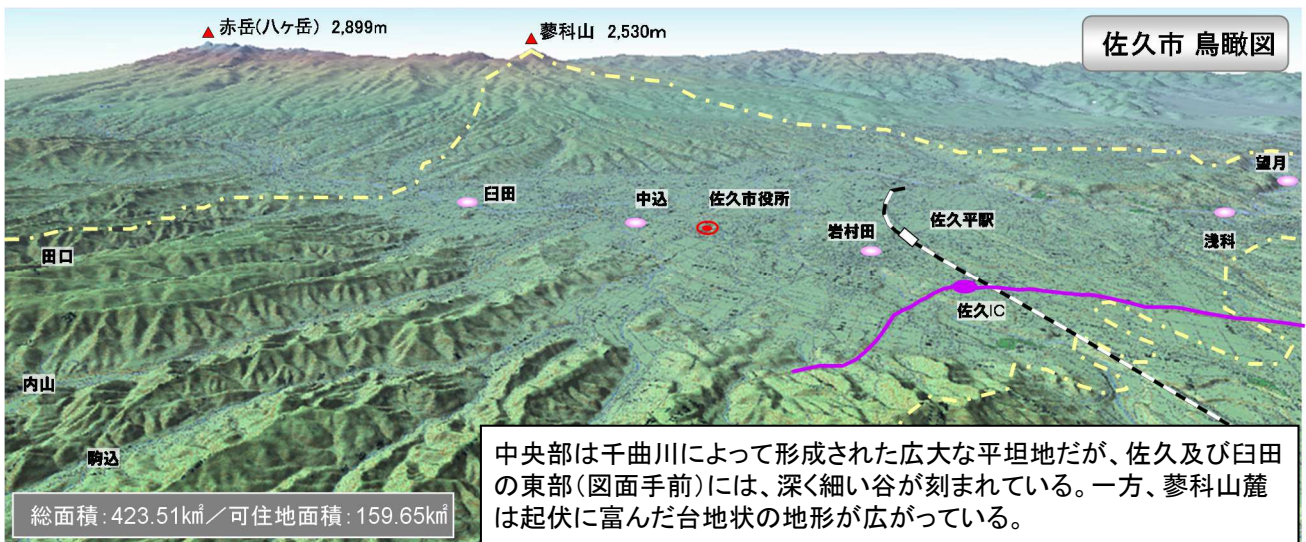 赤岳(八ヶ岳) 2,899m
蓼科山 2,530m
佐久市 鳥瞰図
望月
臼田
中込
佐久市役所
佐久平駅
岩村田
浅科
田口
佐久IC
内山
駒込
中央部は千曲川によって形成された広大な平坦地だが、佐久及び臼田
の東部(図面手前)には、深く細い谷が刻まれている。一方、蓼科山麓
は起伏に富んだ台地状の地形が広がっている。
総面積:423.51㎢/可住地面積:159.65㎢